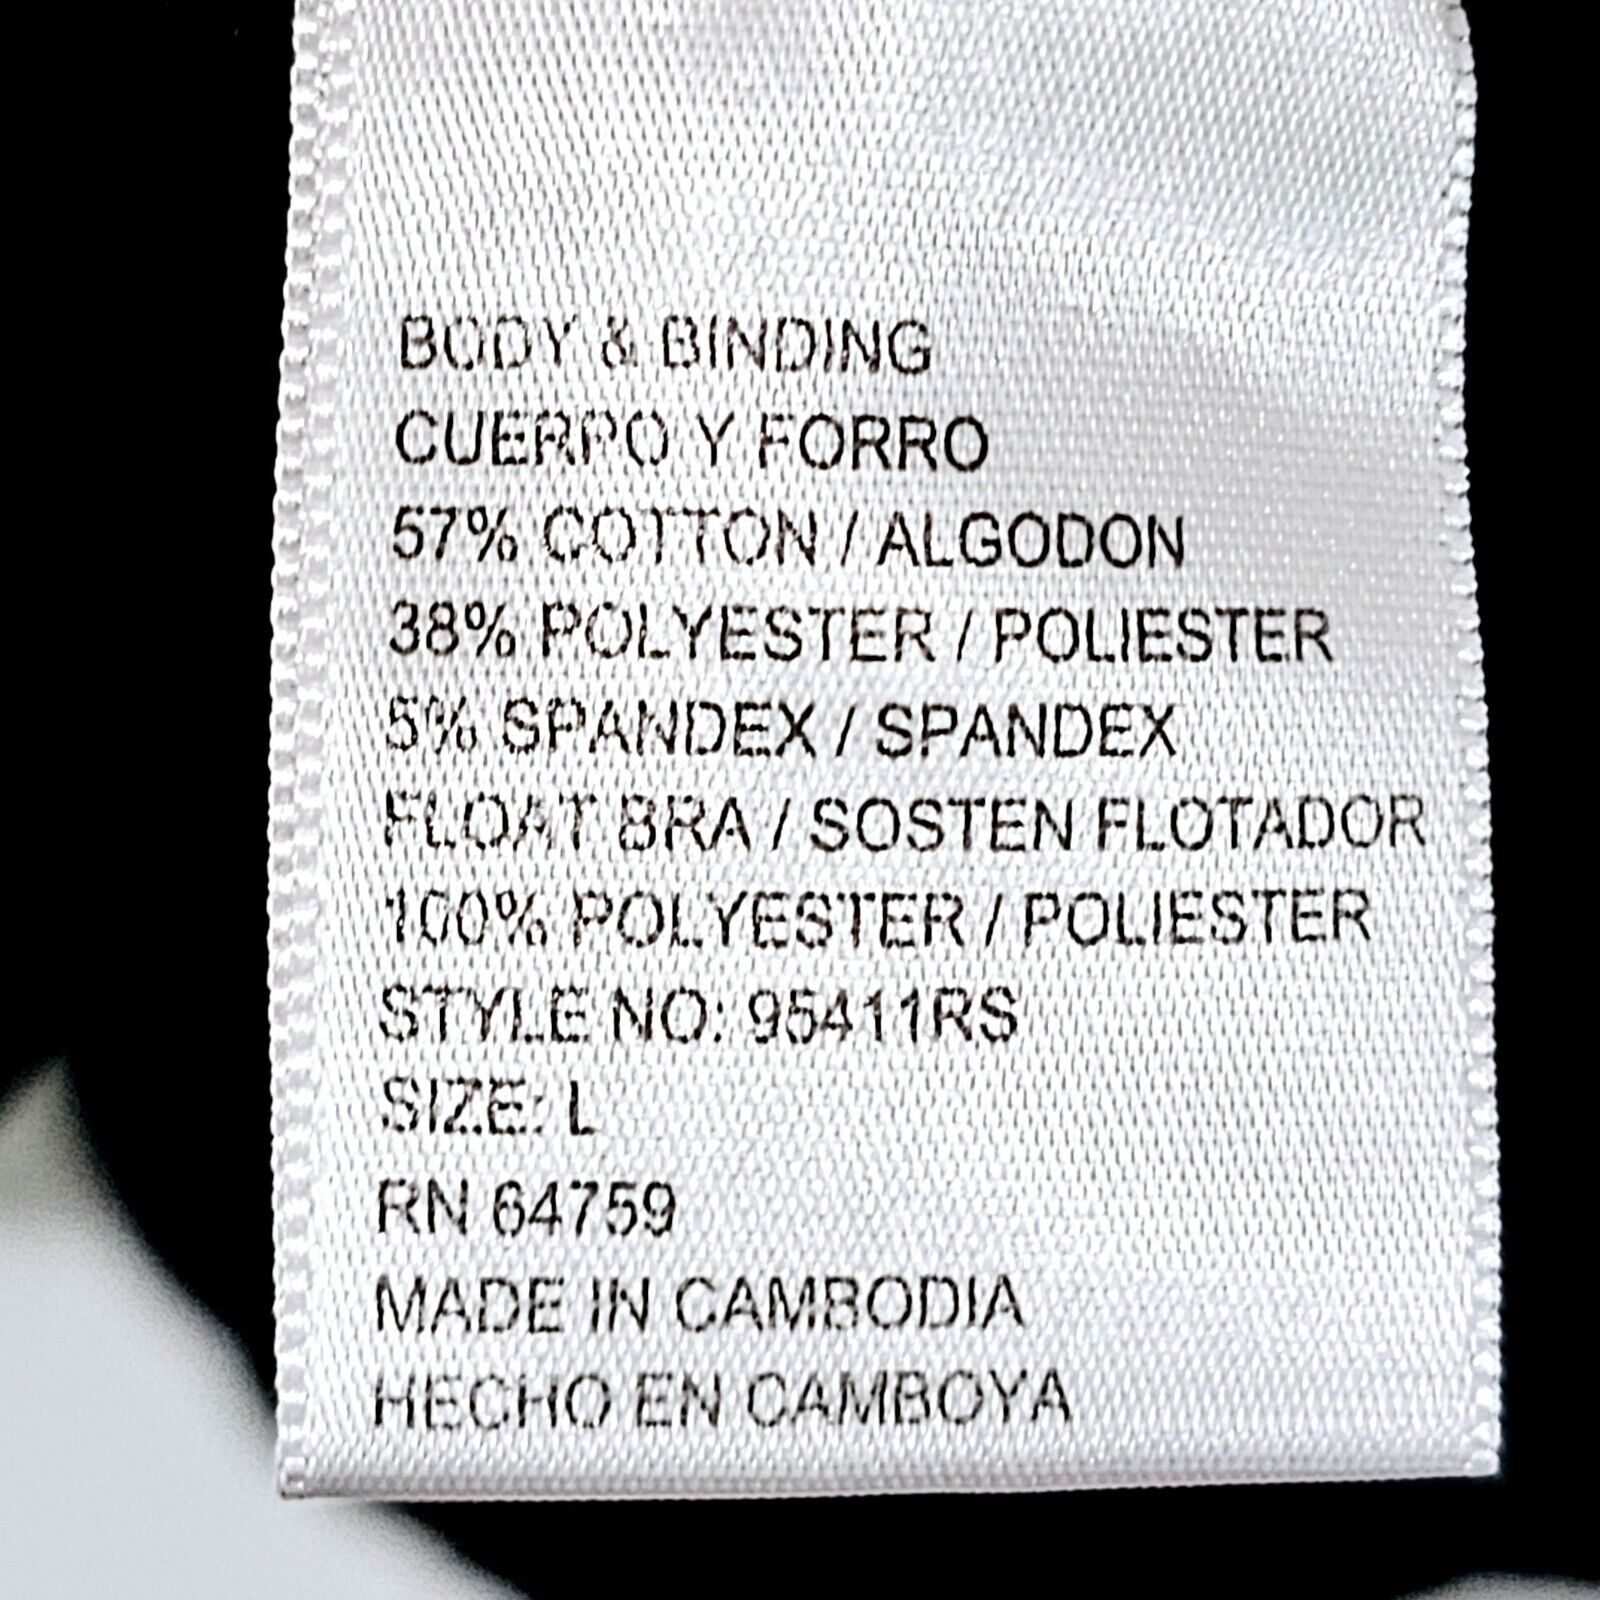 BODY & BINDING
CUERPO Y FORRO
57% COTTON / ALGODON
38% POLYESTER / POLIESTER
5% SPANDEX / SPANDEX
FLOAT BRA / SOSTEN FLOTADOR
100% POLYESTER / POLIESTER
STYLE NO: 95411RS
SIZE: L
RN 64759
MADE IN CAMBODIA
HECHO EN CAMBOYA